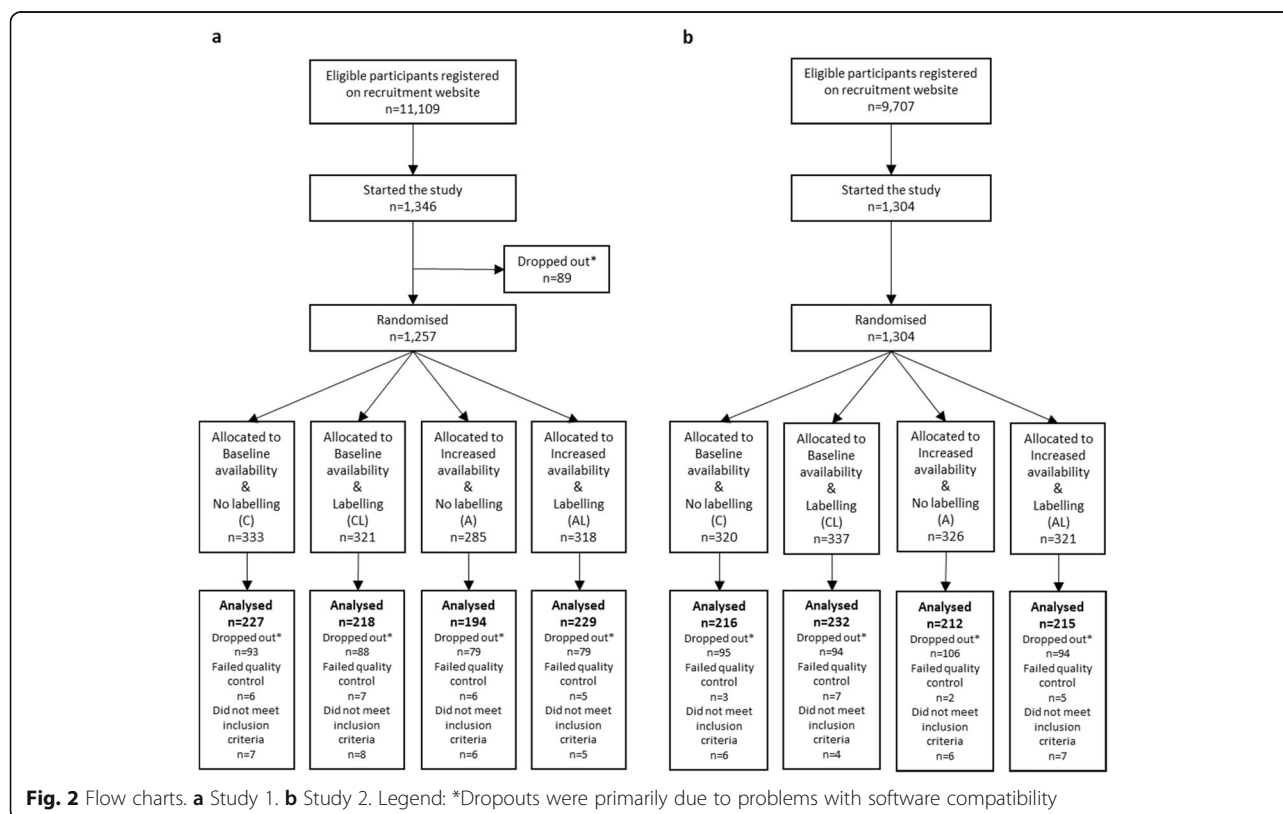 a
Eligible participants registered
on recruitment website
n=11,109
Started the study
n=1,346
Dropped out*
n=89
Randomised
n=1,257
Allocated to
Baseline
availability
&
No labelling
(C)
n=333
Allocated to
Baseline
availability
&
Labelling
(CL)
n=321
Allocated to
Increased
availability
&
No labelling
(A)
n=285
Allocated to
Increased
availability
&
Labelling
(AL)
n=318
Analysed
n=227
Dropped out*
n=93
Failed quality
control
n=6
Did not meet
inclusion
criteria
n=7
Analysed
n=218
Dropped out*
n=88
Failed quality
control
n=7
Did not meet
inclusion
criteria
n=8
Analysed
n=194
Dropped out*
n=79
Failed quality
control
n=6
Did not meet
inclusion
criteria
n=6
Analysed
n=229
Dropped out*
n=79
Failed quality
control
n=5
Did not meet
inclusion
criteria
n=5
b
Eligible participants registered
on recruitment website
n=9,707
Started the study
n=1,304
Randomised
n=1,304
Allocated to
Baseline
availability
&
No labelling
(C)
n=320
Allocated to
Baseline
availability
&
Labelling
(CL)
n=337
Allocated to
Increased
availability
&
No labelling
(A)
n=326
Allocated to
Increased
availability
&
Labelling
(AL)
n=321
Analysed
n=216
Dropped out*
n=95
Failed quality
control
n=3
Did not meet
inclusion
criteria
n=6
Analysed
n=232
Dropped out*
n=94
Failed quality
control
n=7
Did not meet
inclusion
criteria
n=4
Analysed
n=212
Dropped out*
n=106
Failed quality
control
n=2
Did not meet
inclusion
criteria
n=6
Analysed
n=215
Dropped out*
n=94
Failed quality
control
n=5
Did not meet
inclusion
criteria
n=7
Fig. 2 Flow charts. a Study 1. b Study 2. Legend: *Dropouts were primarily due to problems with software compatibility